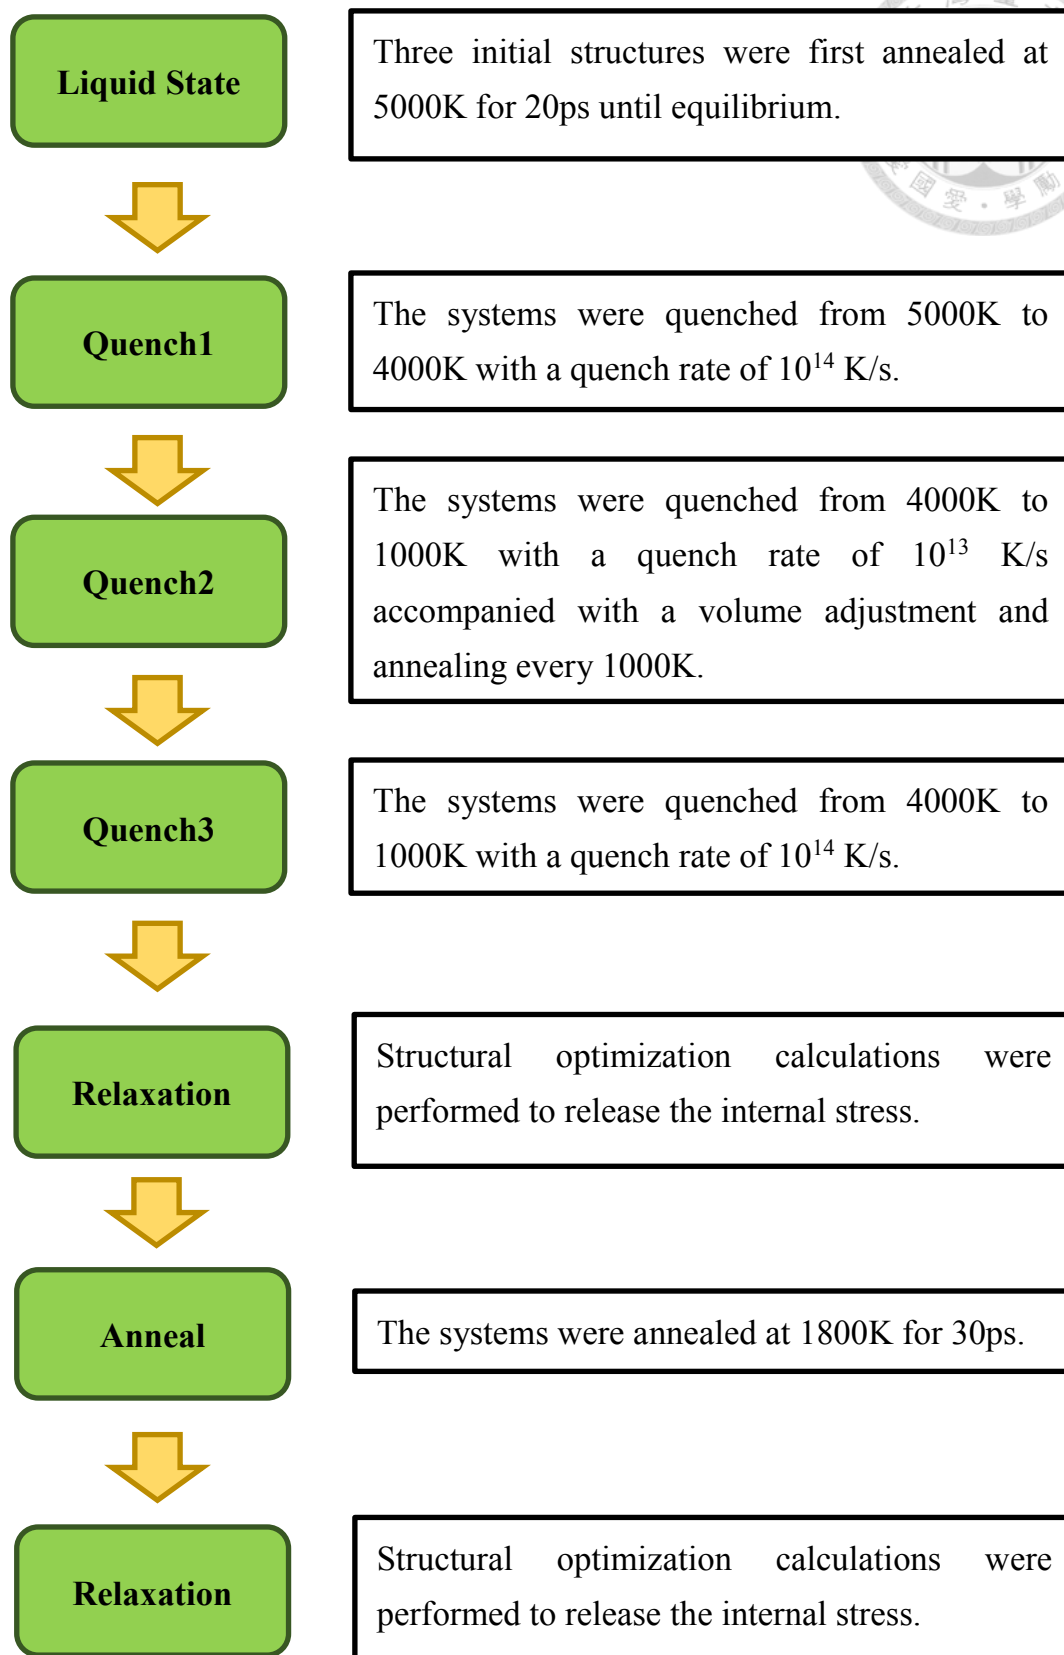 Liquid State
Three initial structures were first annealed at
5000K for 20ps until equilibrium.
國 愛 · 學 勵
Quench1
The systems were quenched from 5000K to
4000K with a quench rate of 10¹⁴ K/s.
Quench2
The systems were quenched from 4000K to
1000K with a quench rate of 10¹³ K/s
accompanied with a volume adjustment and
annealing every 1000K.
Quench3
The systems were quenched from 4000K to
1000K with a quench rate of 10¹⁴ K/s.
Relaxation
Structural optimization calculations were
performed to release the internal stress.
Anneal
The systems were annealed at 1800K for 30ps.
Relaxation
Structural optimization calculations were
performed to release the internal stress.